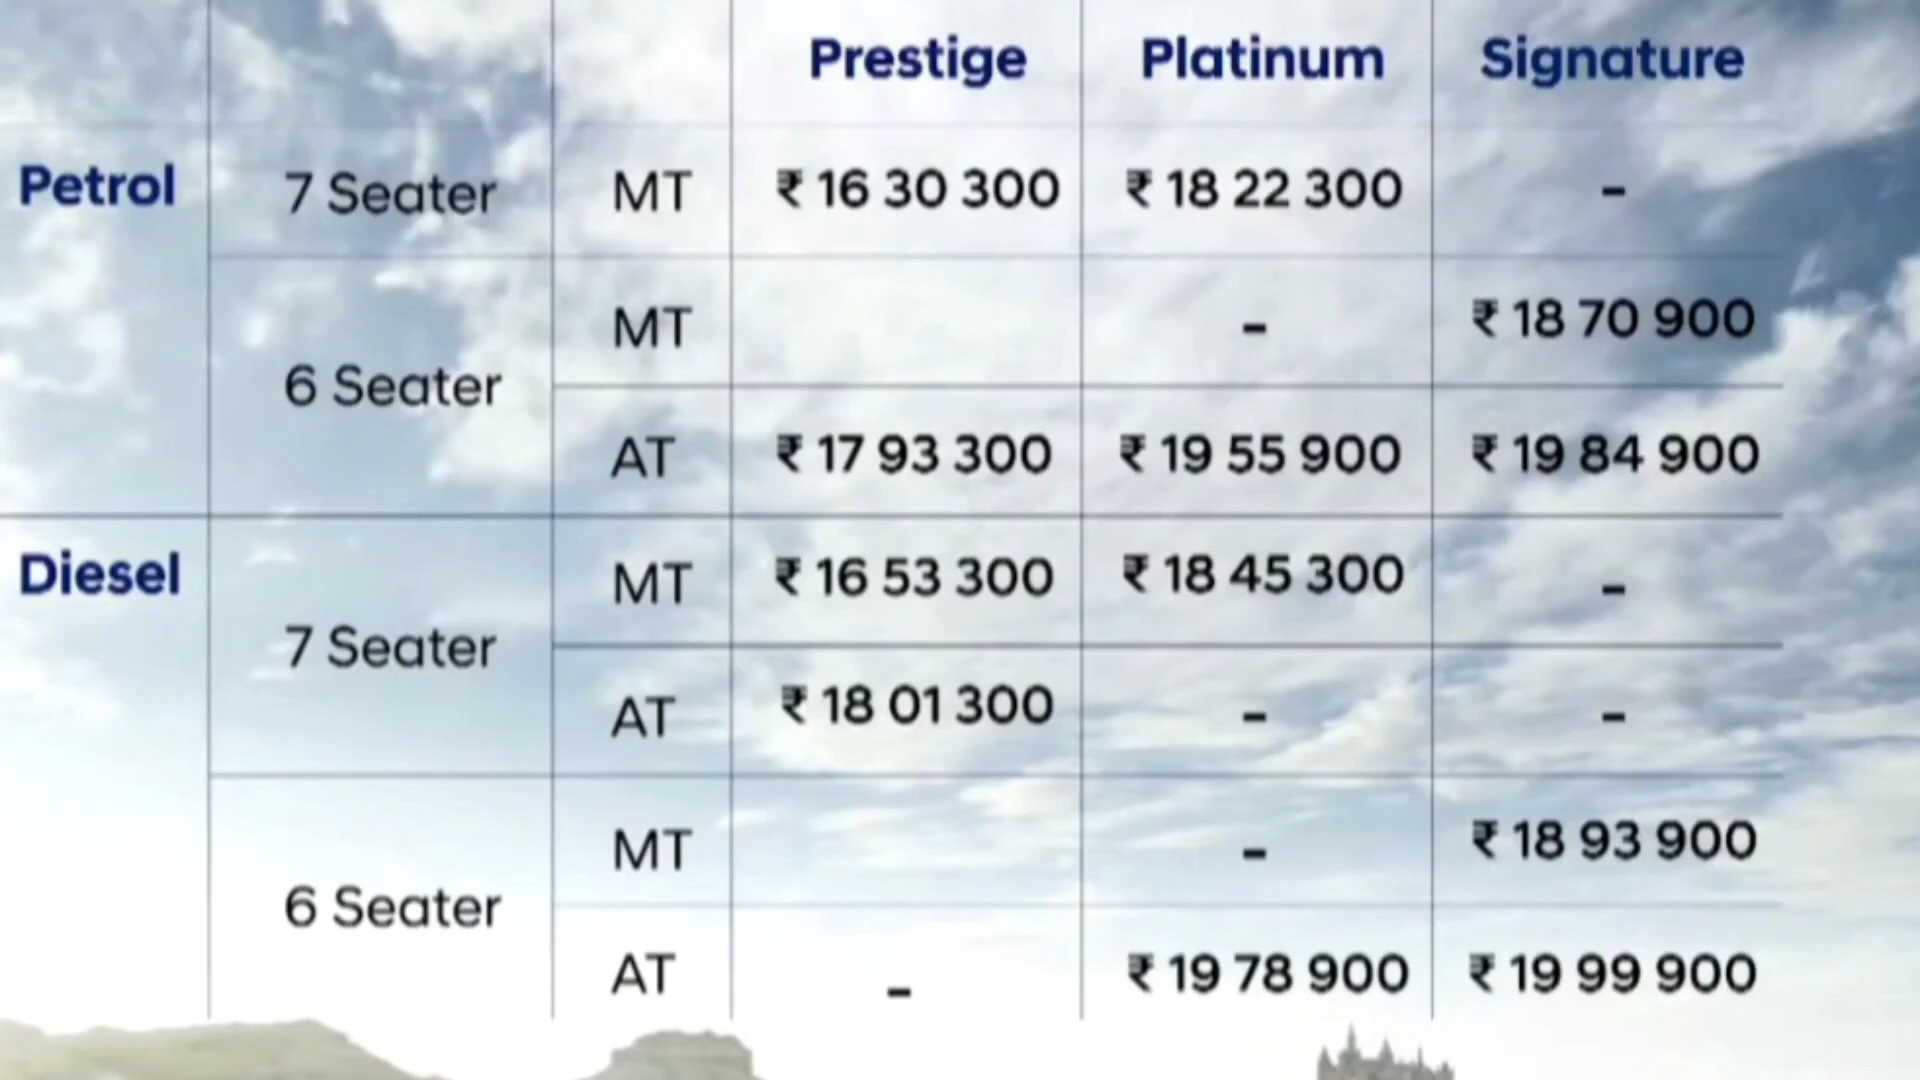 Prestige Platinum Signature
Petrol 7 Seater MT ₹ 16 30 300 ₹ 18 22 300 -
MT - ₹ 18 70 900
6 Seater
AT ₹ 17 93 300 ₹ 19 55 900 ₹ 19 84 900
Diesel MT ₹ 16 53 300 ₹ 18 45 300 -
7 Seater
AT ₹ 18 01 300 - -
MT - ₹ 18 93 900
6 Seater
AT - ₹ 19 78 900 ₹ 19 99 900